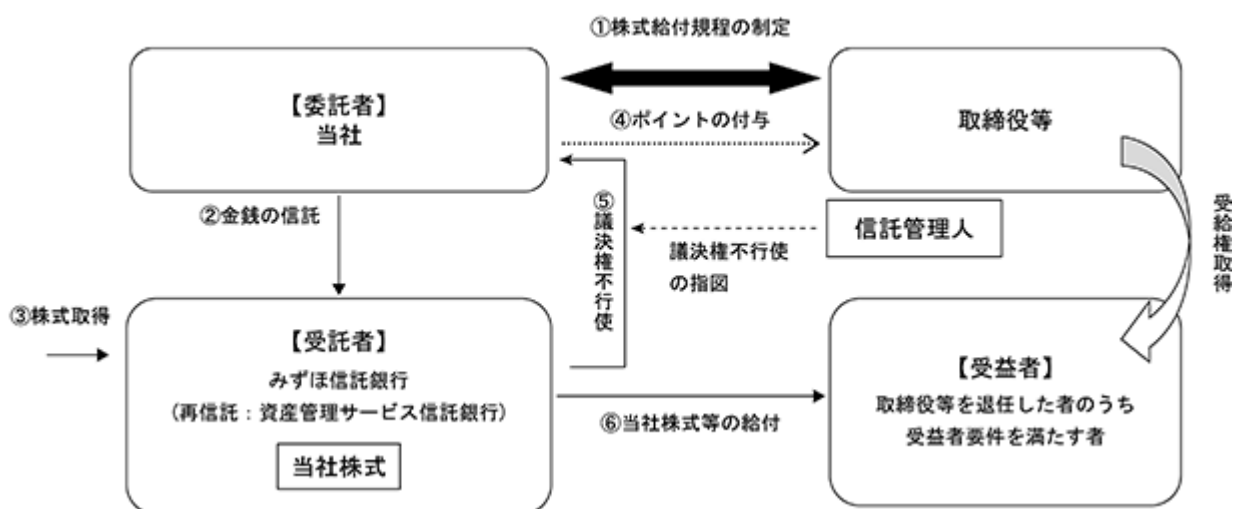 ①株式給付規程の制定
【委託者】
当社
④ポイントの付与
取締役等
②金銭の信託
⑤議決権不行使
議決権不行使
の指図
信託管理人
受給権取得
③株式取得
【受託者】
みずほ信託銀行
(再信託:資産管理サービス信託銀行)
当社株式
⑥当社株式等の給付
【受益者】
取締役等を退任した者のうち
受益者要件を満たす者